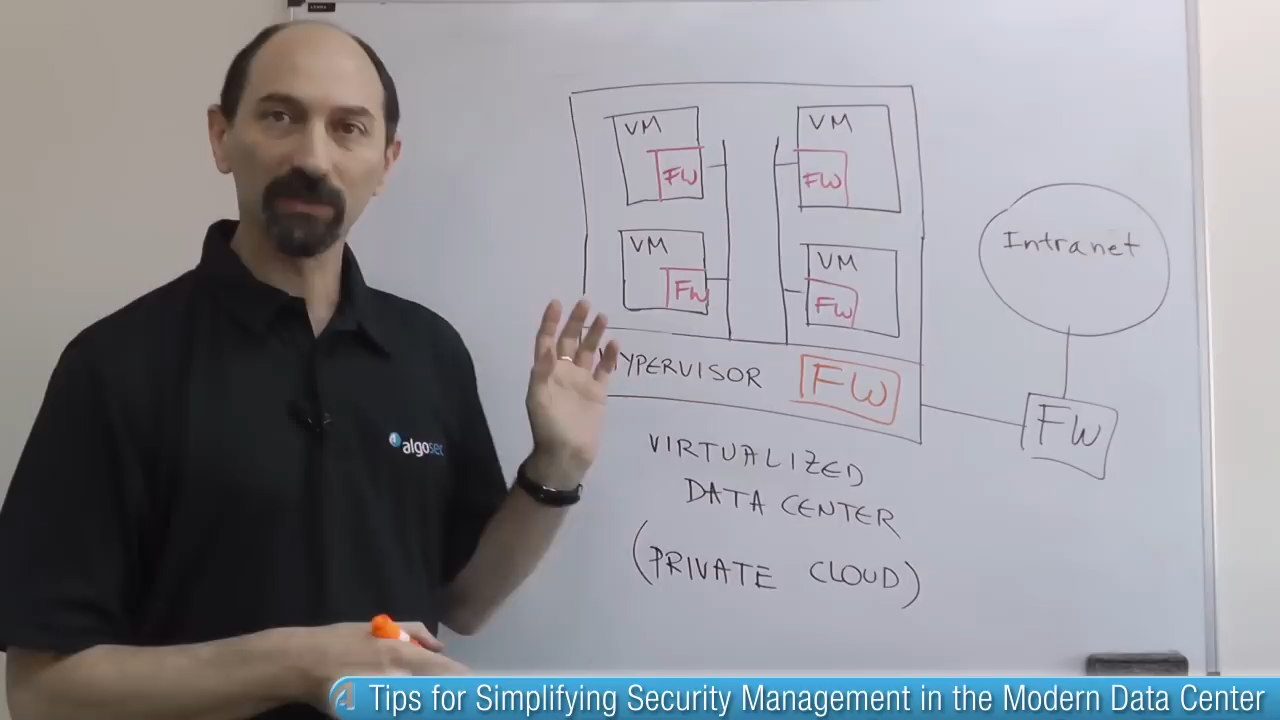 VM
FW
VM
FW
VM
FW
VM
FW
HYPERVISOR
FW
Intranet
FW
VIRTUALIZED
DATA CENTER
(PRIVATE CLOUD)
algosec
Tips for Simplifying Security Management in the Modern Data Center